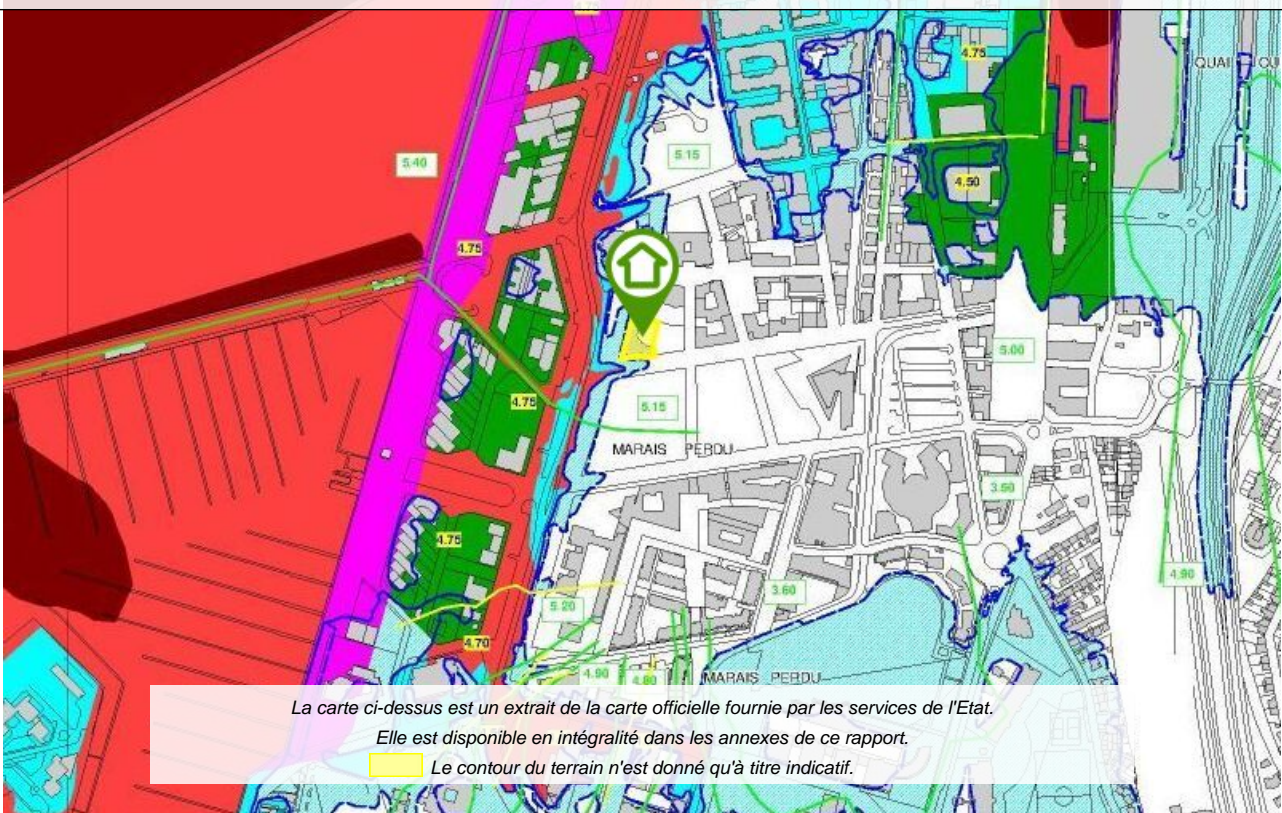 4.75
QUAI
OU
5.15
5.40
4.50
4.75
5.00
4.75
5.15
MARAIS PERDU
3.50
4.75
4.90
3.60
5.20
4.70
4.90
4.80
MARAIS PERDU
La carte ci-dessus est un extrait de la carte officielle fournie par les services de l'Etat.
Elle est disponible en intégralité dans les annexes de ce rapport.
Le contour du terrain n'est donné qu'à titre indicatif.